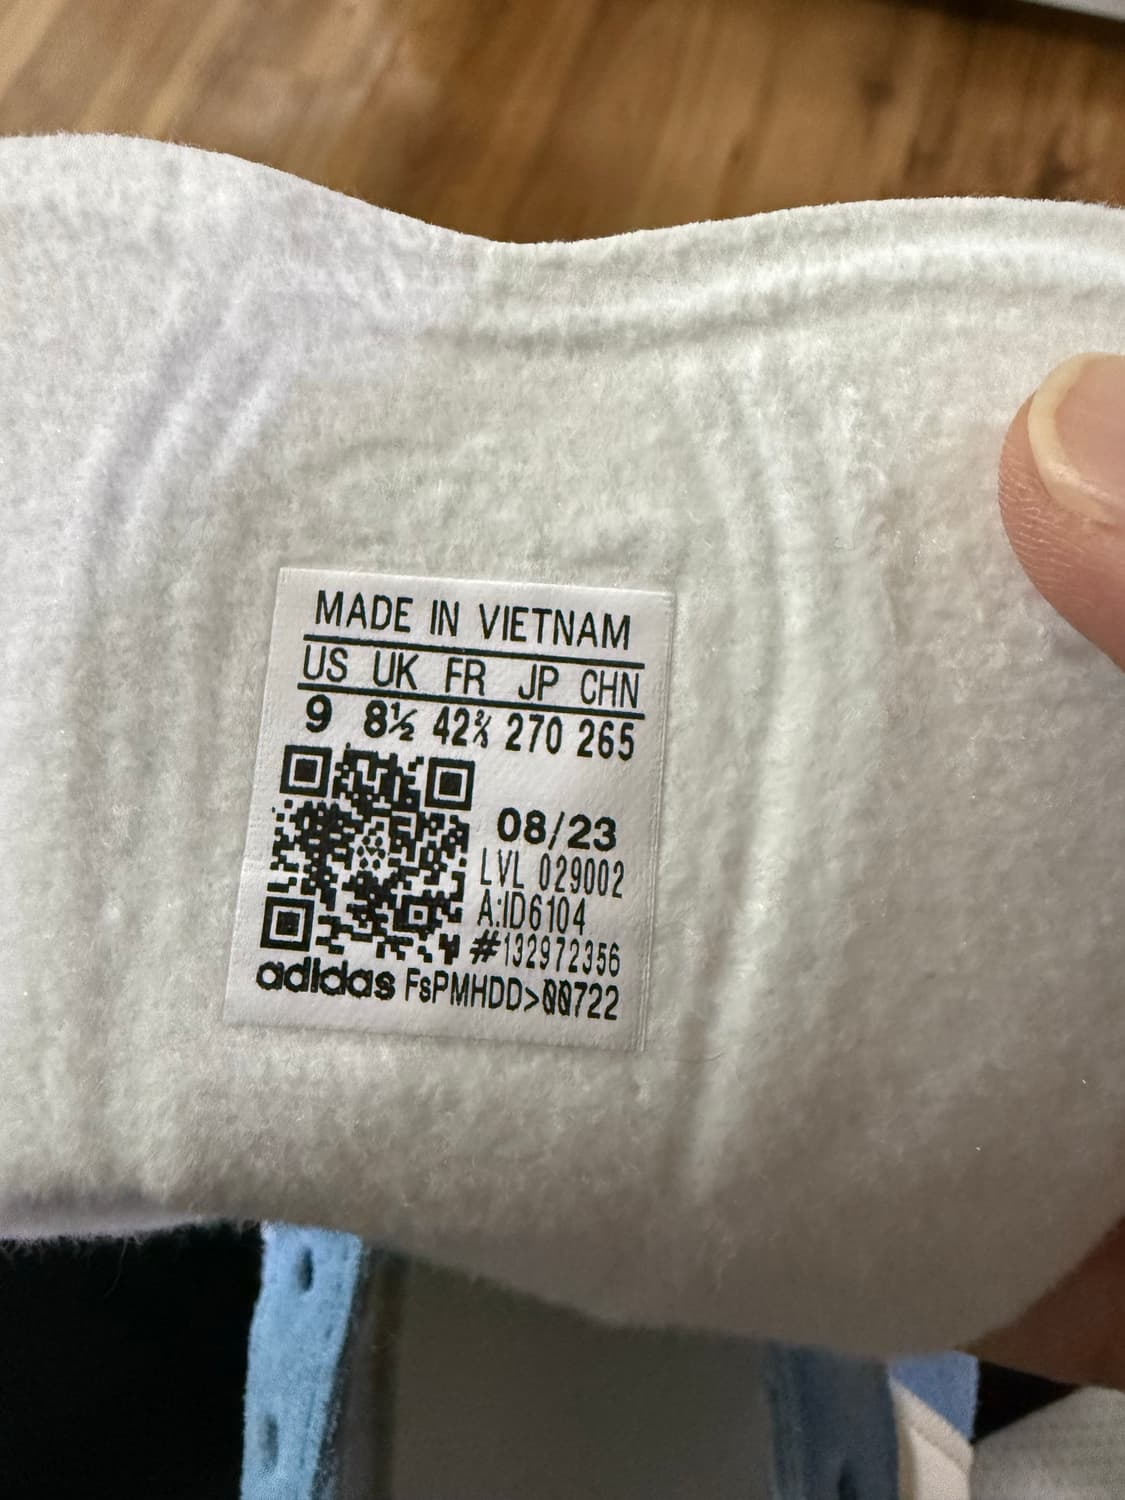 MADE IN VIETNAM
US UK FR JP CHN
9 8½ 42⅔ 270 265
08/23
LVL 029002
A:ID6104
#132972356
adidas FsPMHDD>00722